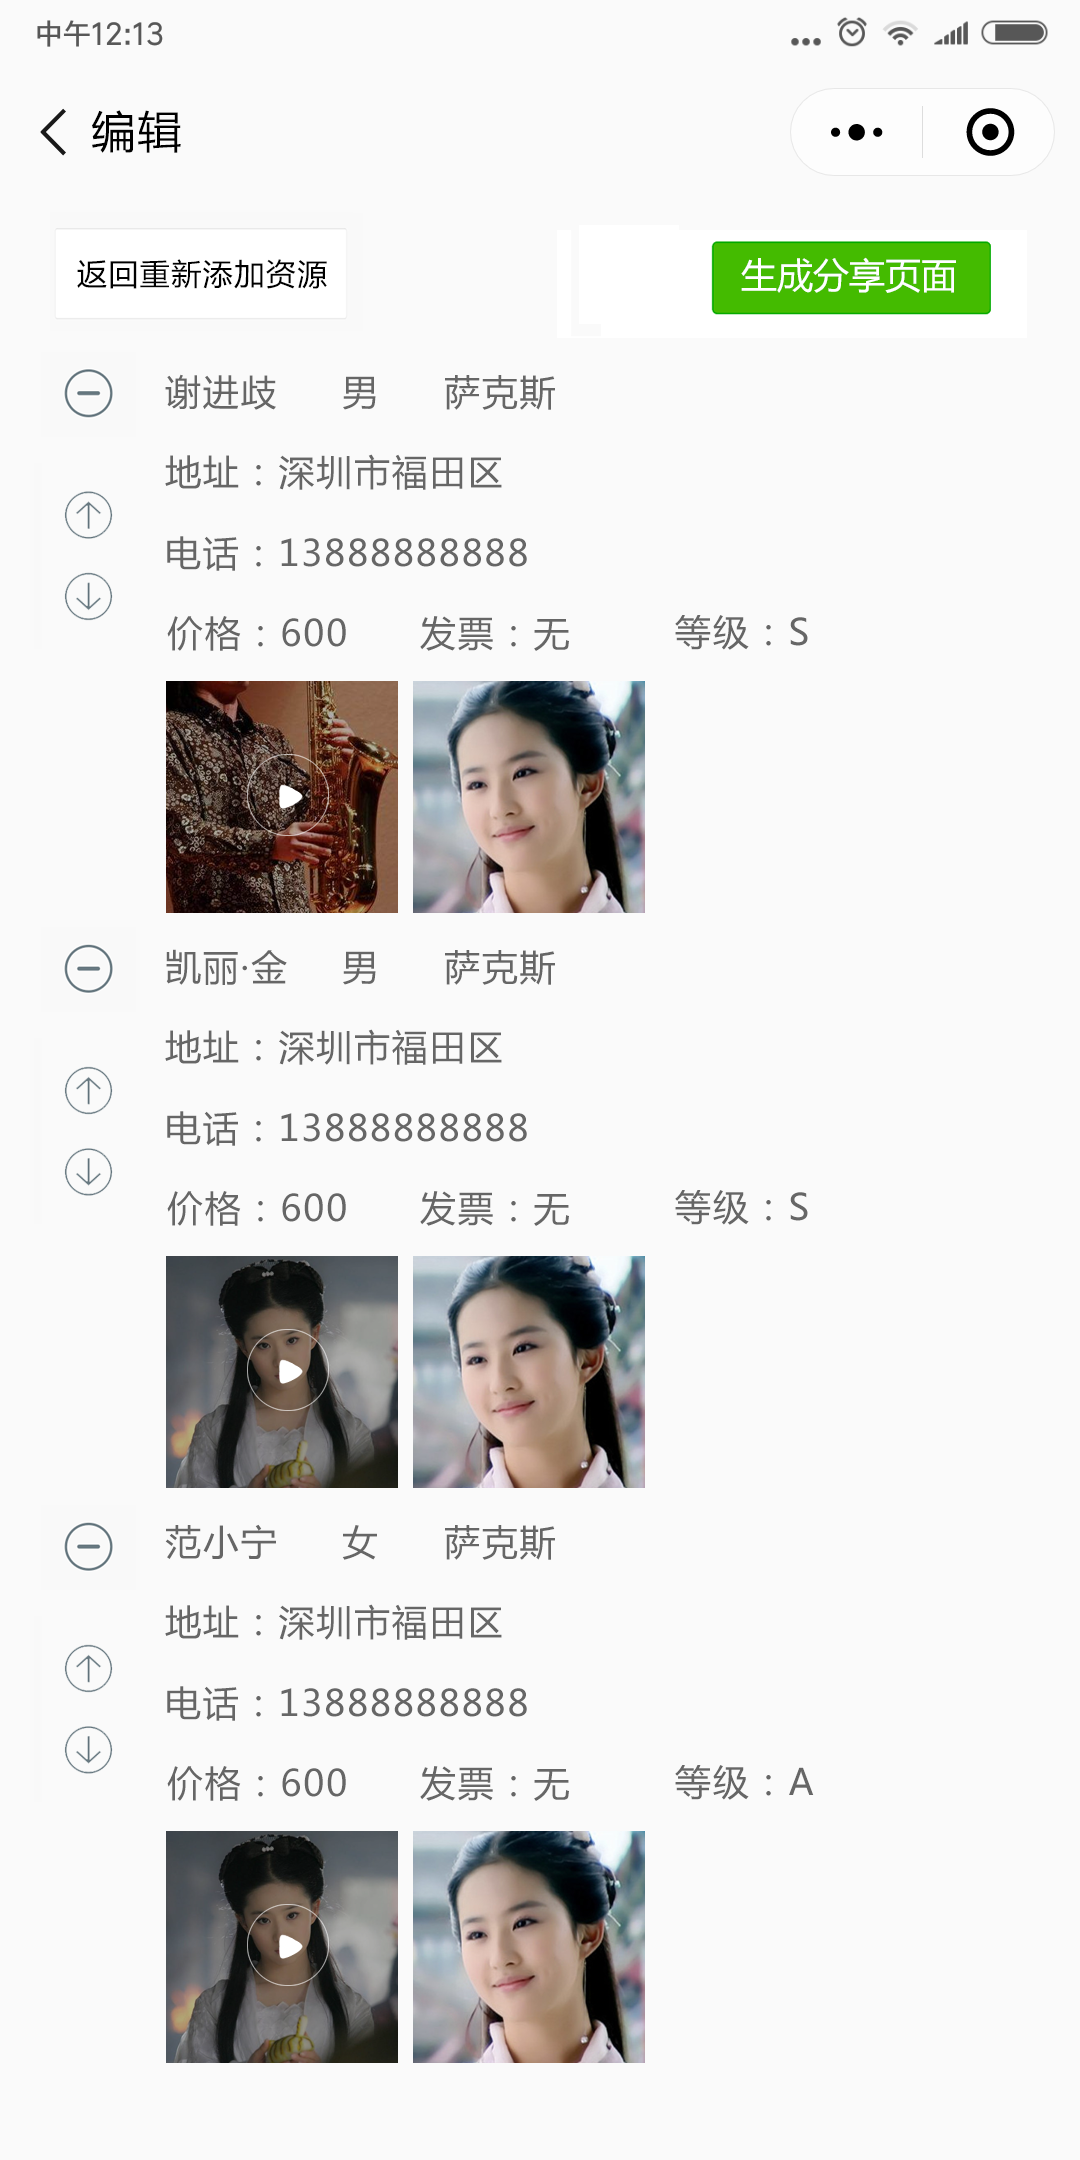 中午12:13
编辑
返回重新添加资源 生成分享页面
谢进歧 男 萨克斯
地址：深圳市福田区
电话：13888888888
价格：600 发票：无 等级：S
凯丽·金 男 萨克斯
地址：深圳市福田区
电话：13888888888
价格：600 发票：无 等级：S
范小宁 女 萨克斯
地址：深圳市福田区
电话：13888888888
价格：600 发票：无 等级：A